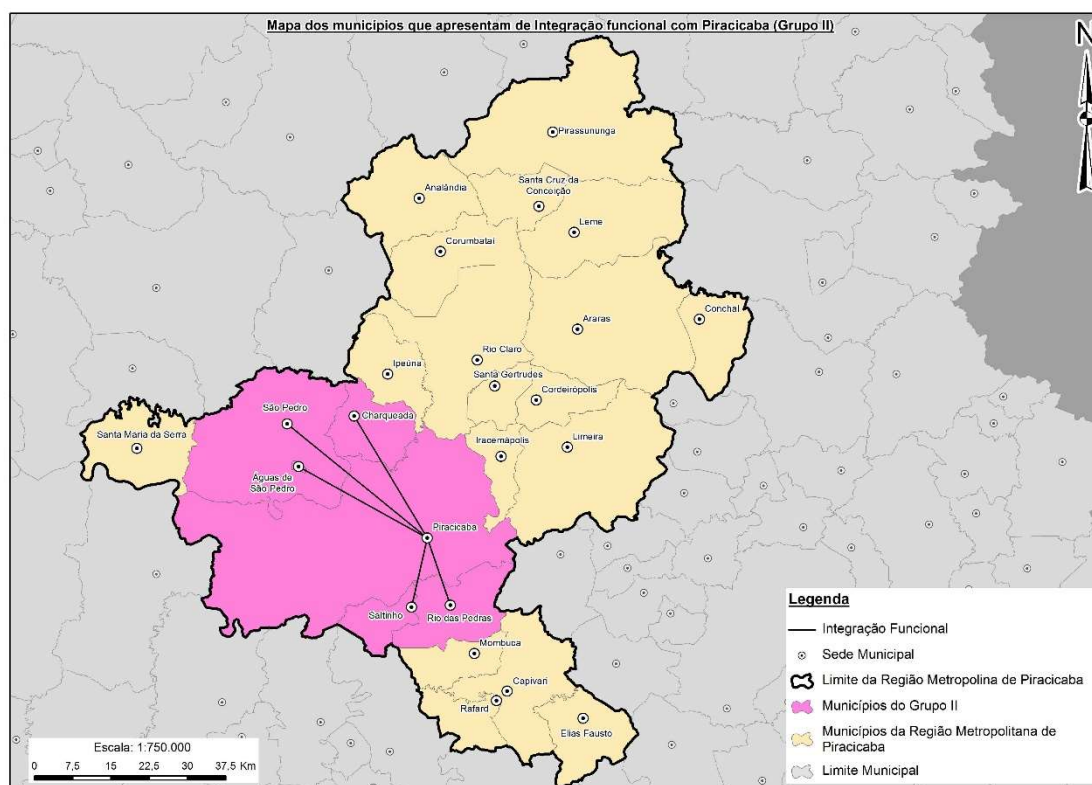 Mapa dos municípios que apresentam de Integração funcional com Piracicaba (Grupo II)
N
Pirassununga
Analândia
Santa Cruz da
Conceição
Leme
Corumbataí
Conchal
Araras
Rio Claro
Ipeúna
Santa Gertrudes
Cordeirópolis
São Pedro
Charqueada
Santa Maria da Serra
Iracemápolis
Limeira
Águas de
São Pedro
Piracicaba
Saltinho
Rio das Pedras
Mombuca
Capivari
Rafard
Elias Fausto
Legenda
Integração Funcional
Sede Municipal
Limite da Região Metropolina de Piracicaba
Municípios do Grupo II
Municípios da Região Metropolitana de
Piracicaba
Limite Municipal
Escala: 1:750.000
0 7,5 15 22,5 30 37,5 Km